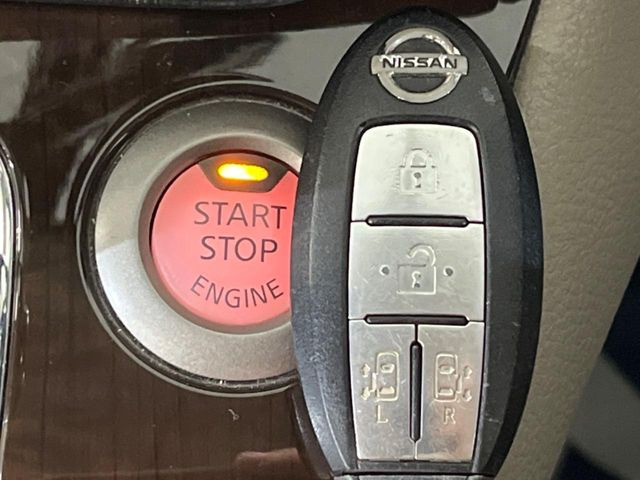 NISSAN
START
STOP
ENGINE
L R